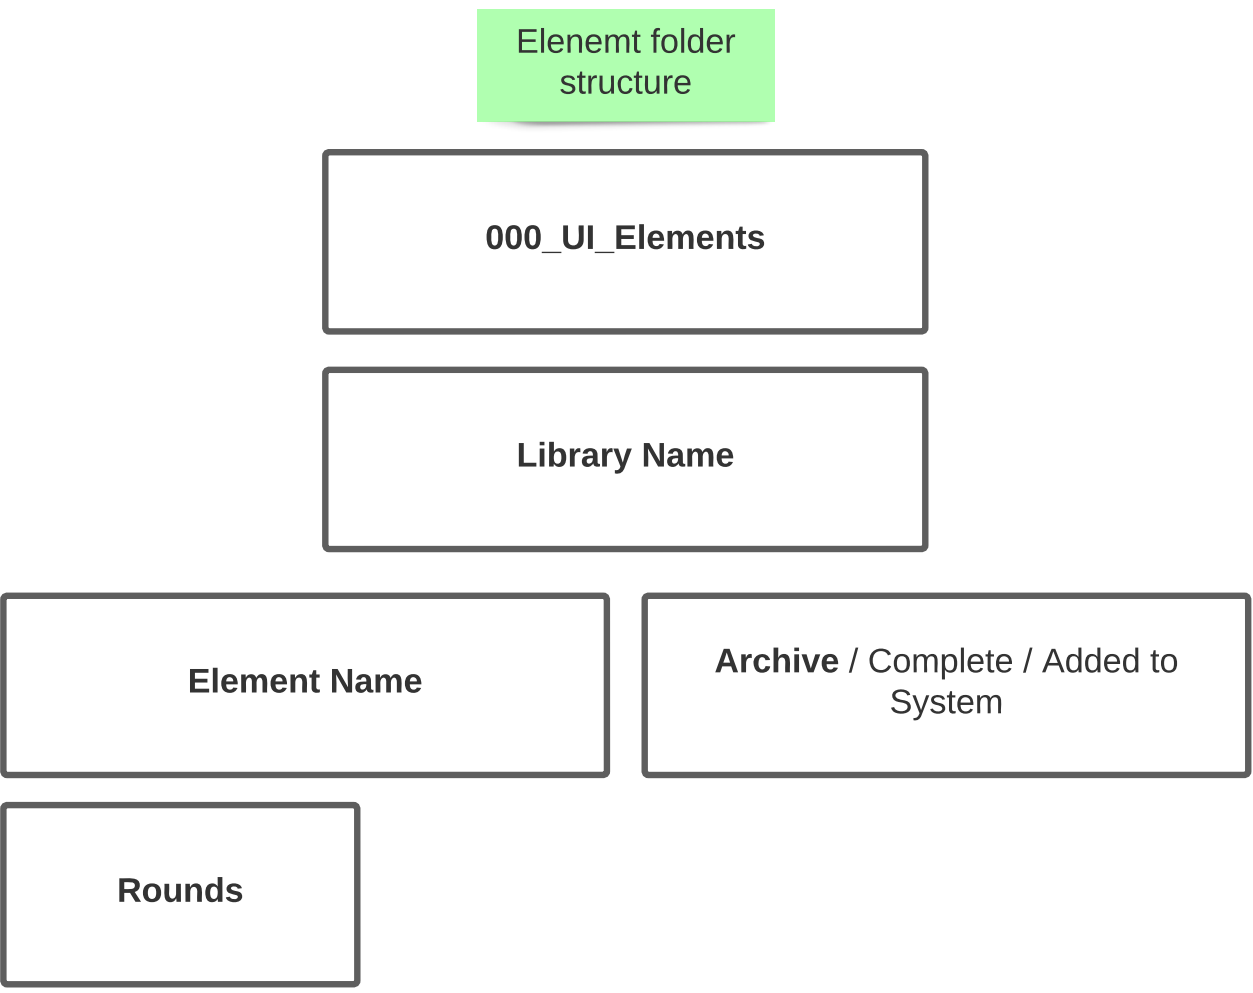 Elenemt folder
structure
000_UI_Elements
Library Name
Element Name
Archive / Complete / Added to
System
Rounds